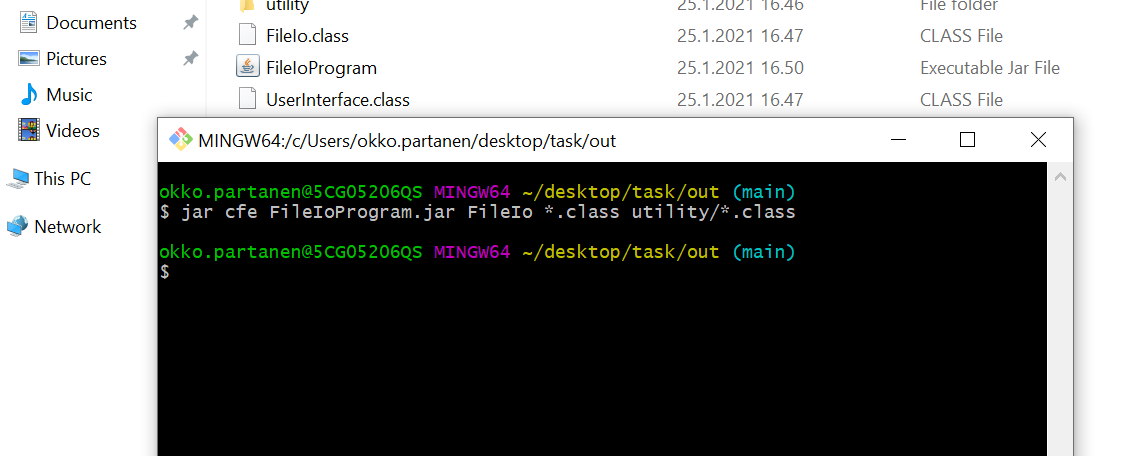 utility 25.1.2021 16.46 File folder
Documents
FileIo.class 25.1.2021 16.47 CLASS File
Pictures
FileIoProgram 25.1.2021 16.50 Executable Jar File
Music
UserInterface.class 25.1.2021 16.47 CLASS File
Videos
MINGW64:/c/Users/okko.partanen/desktop/task/out
This PC
okko.partanen@5CG05206QS MINGW64 ~/desktop/task/out (main)
$ jar cfe FileIoProgram.jar FileIo *.class utility/*.class
Network
okko.partanen@5CG05206QS MINGW64 ~/desktop/task/out (main)
$